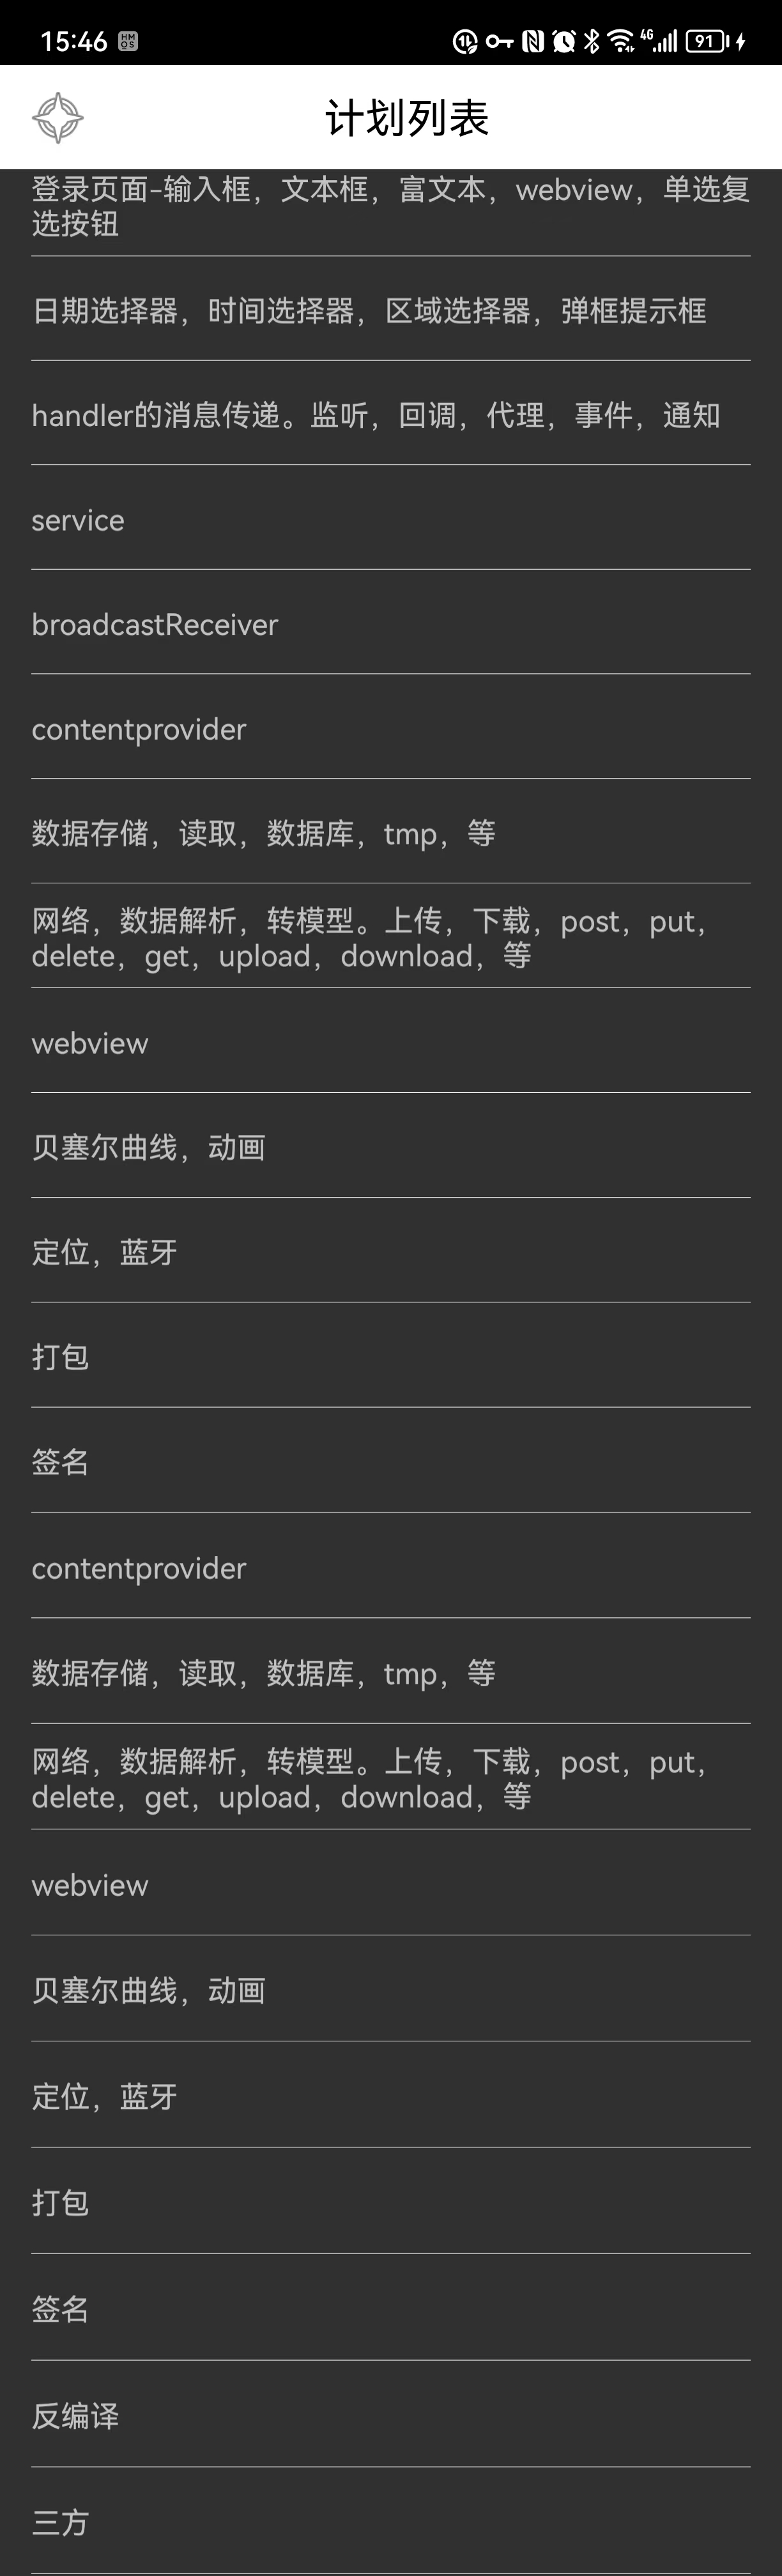 15:46 HM OS 4G 91
计划列表
登录页面-输入框，文本框，富文本，webview，单选复
选按钮
日期选择器，时间选择器，区域选择器，弹框提示框
handler的消息传递。监听，回调，代理，事件，通知
service
broadcastReceiver
contentprovider
数据存储，读取，数据库，tmp，等
网络，数据解析，转模型。上传，下载，post，put，
delete，get，upload，download，等
webview
贝塞尔曲线，动画
定位，蓝牙
打包
签名
contentprovider
数据存储，读取，数据库，tmp，等
网络，数据解析，转模型。上传，下载，post，put，
delete，get，upload，download，等
webview
贝塞尔曲线，动画
定位，蓝牙
打包
签名
反编译
三方